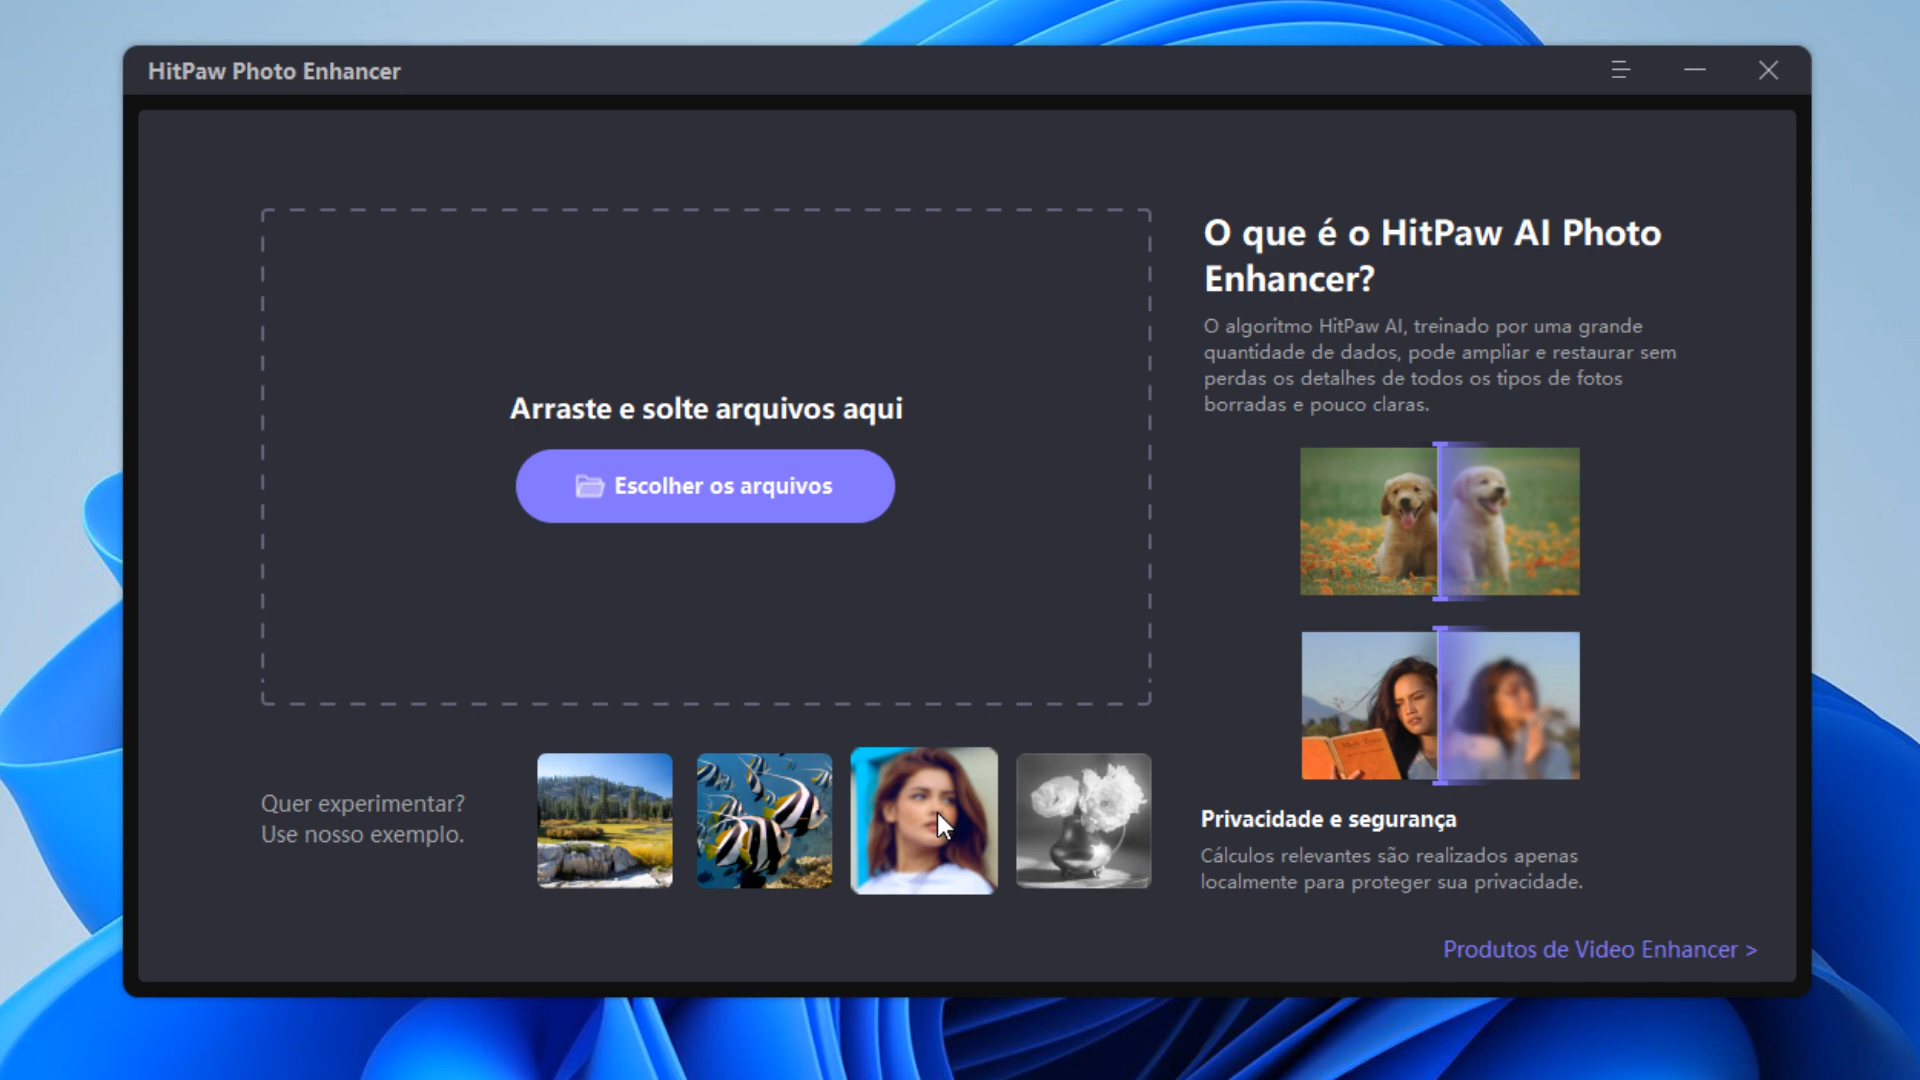 HitPaw Photo Enhancer
Arraste e solte arquivos aqui
Escolher os arquivos
Quer experimentar?
Use nosso exemplo.
O que é o HitPaw AI Photo
Enhancer?
O algoritmo HitPaw AI, treinado por uma grande
quantidade de dados, pode ampliar e restaurar sem
perdas os detalhes de todos os tipos de fotos
borradas e pouco claras.
Privacidade e segurança
Cálculos relevantes são realizados apenas
localmente para proteger sua privacidade.
Produtos de Video Enhancer >